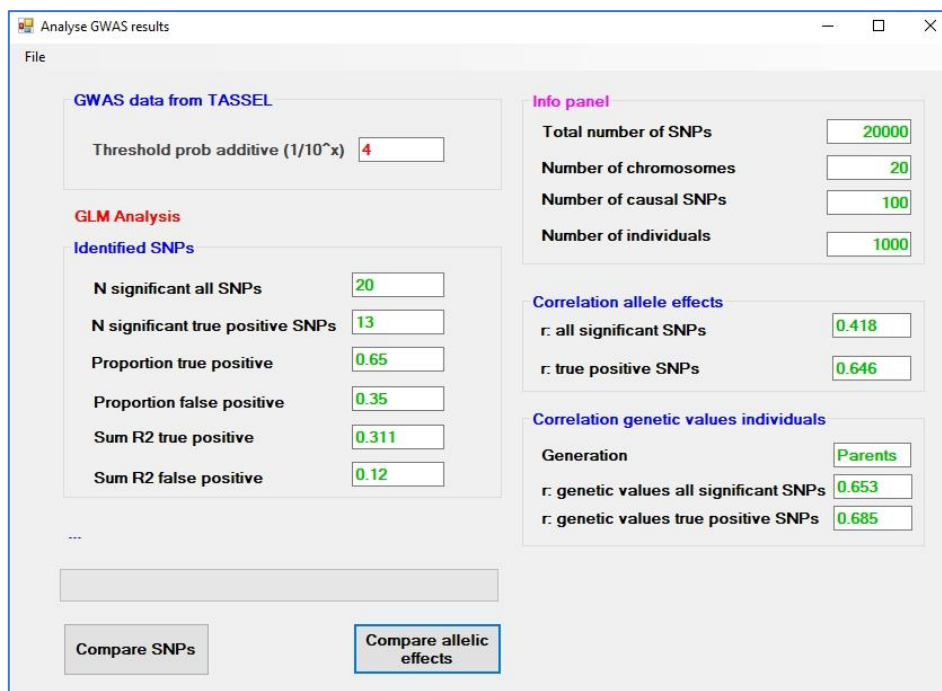 Analyse GWAS results
File
GWAS data from TASSEL
Threshold prob additive (1/10^x) 4
GLM Analysis
Identified SNPs
N significant all SNPs 20
N significant true positive SNPs 13
Proportion true positive 0.65
Proportion false positive 0.35
Sum R2 true positive 0.311
Sum R2 false positive 0.12
---
Compare SNPs
Compare allelic
effects
Info panel
Total number of SNPs 20000
Number of chromosomes 20
Number of causal SNPs 100
Number of individuals 1000
Correlation allele effects
r: all significant SNPs 0.418
r: true positive SNPs 0.646
Correlation genetic values individuals
Generation Parents
r: genetic values all significant SNPs 0.653
r: genetic values true positive SNPs 0.685